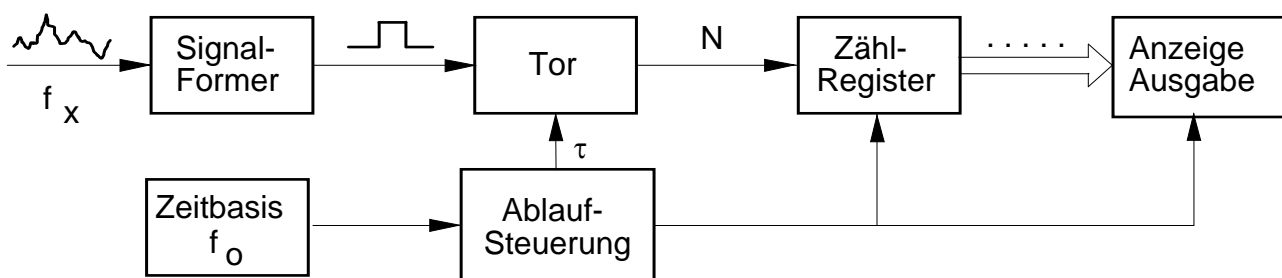 f x
Signal-
Former
Tor
N
Zähl-
Register
. . . . .
Anzeige
Ausgabe
τ
Zeitbasis
f o
Ablauf-
Steuerung